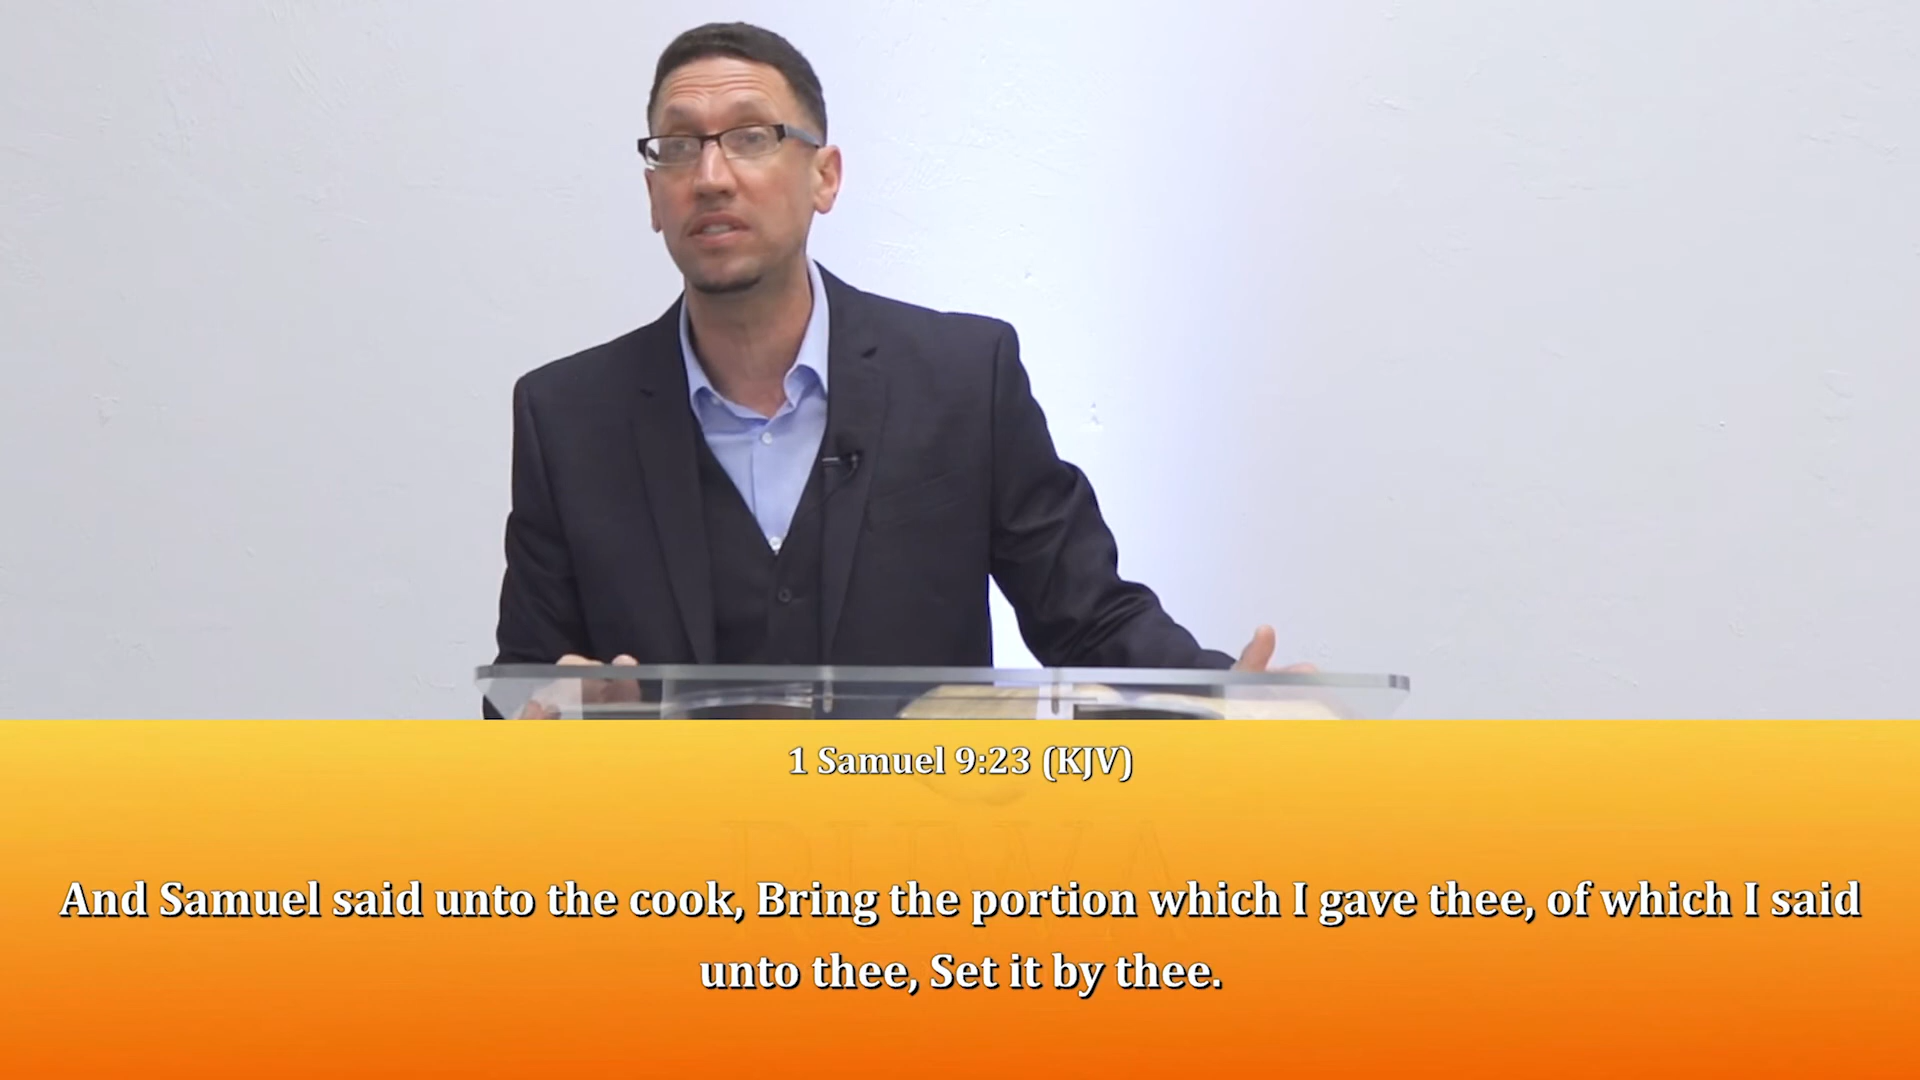 1 Samuel 9:23 (KJV)
And Samuel said unto the cook, Bring the portion which I gave thee, of which I said
unto thee, Set it by thee.